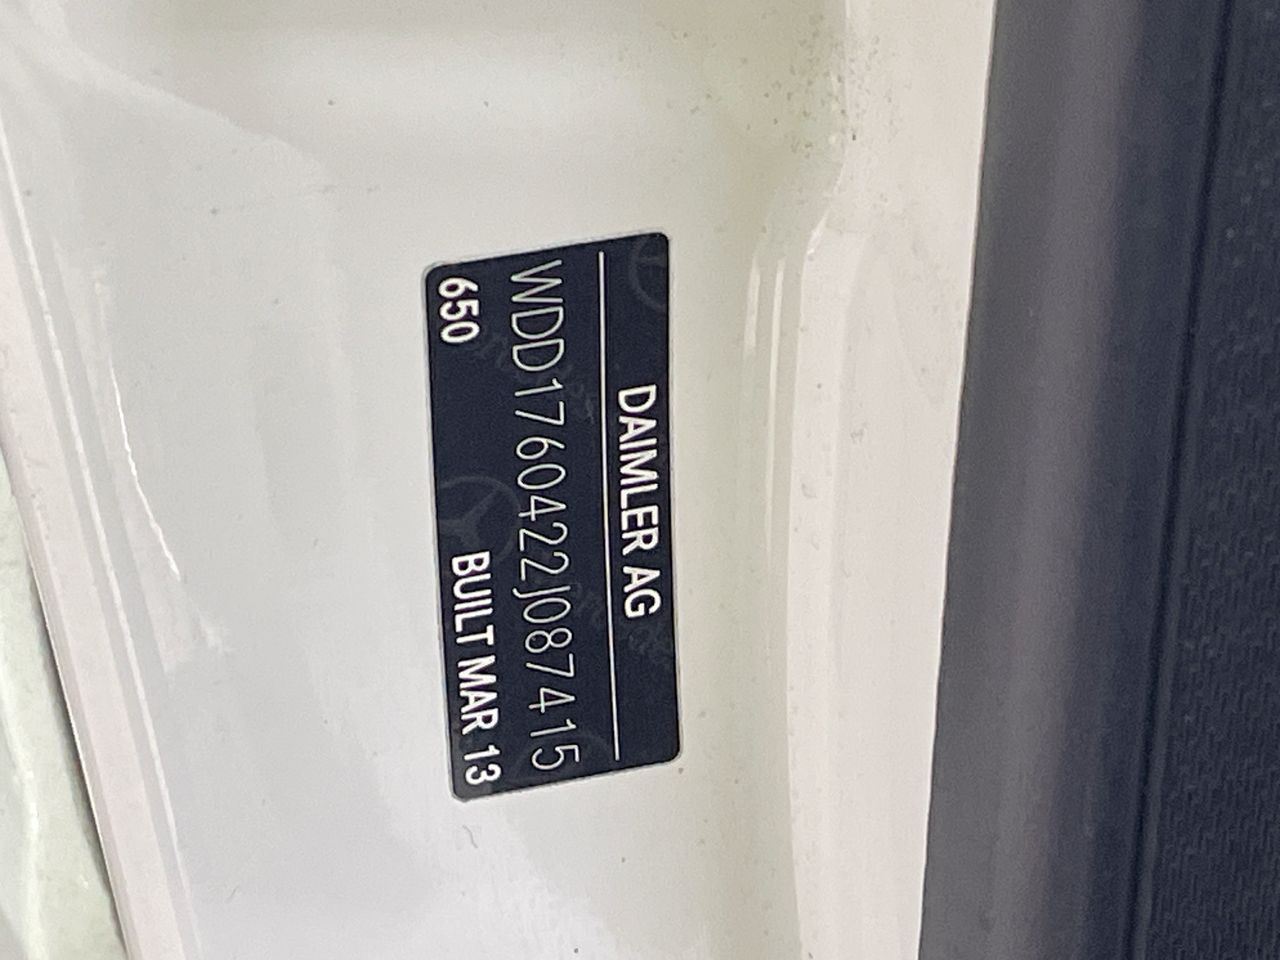 DAIMLER AG
WDD1760422J087415
650 BUILT MAR 13